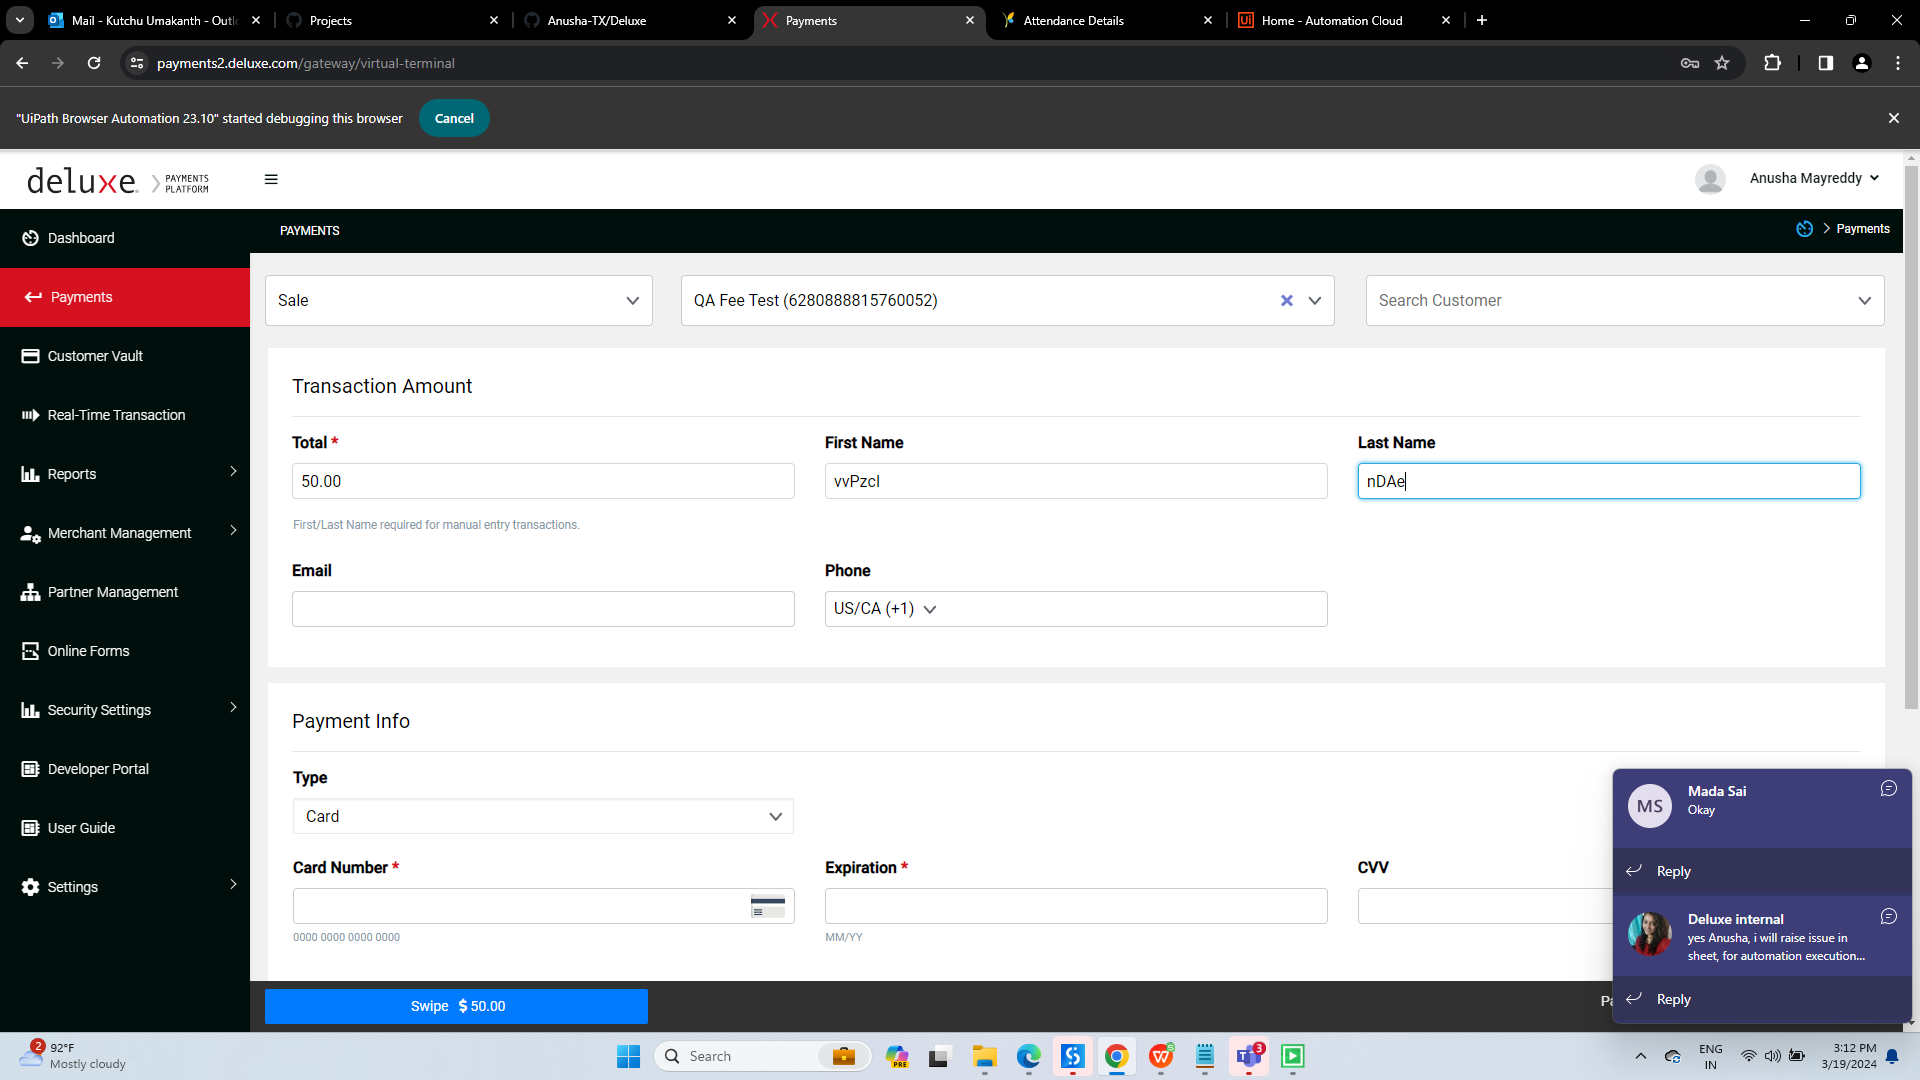 Mail - Kutchu Umakanth - Outl
Projects
Anusha-TX/Deluxe
Payments
Attendance Details
Ui
Home - Automation Cloud
payments2.deluxe.com/gateway/virtual-terminal
"UiPath Browser Automation 23.10" started debugging this browser
Cancel
deluxe.
PAYMENTS
PLATFORM
Anusha Mayreddy
Dashboard
PAYMENTS
Payments
Payments
Sale
QA Fee Test (6280888815760052)
Search Customer
Customer Vault
Transaction Amount
Real-Time Transaction
Total *
First Name
Last Name
Reports
50.00
vvPzcI
nDAe
First/Last Name required for manual entry transactions.
Merchant Management
Email
Phone
Partner Management
US/CA (+1)
Online Forms
Security Settings
Payment Info
Developer Portal
Type
Card
User Guide
Card Number *
Expiration *
CVV
Settings
0000 0000 0000 0000
MM/YY
MS
Mada Sai
Okay
Reply
Deluxe internal
yes Anusha, i will raise issue in
sheet, for automation execution...
Reply
Swipe $ 50.00
Pa
2
92°F
Mostly cloudy
Search
PRE
5
3
ENG
IN
3:12 PM
3/19/2024